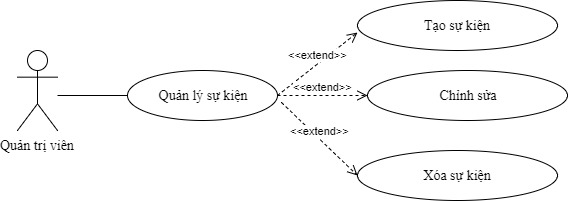 Tạo sự kiện
<<extend>>
Quản lý sự kiện
<<extend>>
Chỉnh sửa
<<extend>>
Quản trị viên
Xóa sự kiện